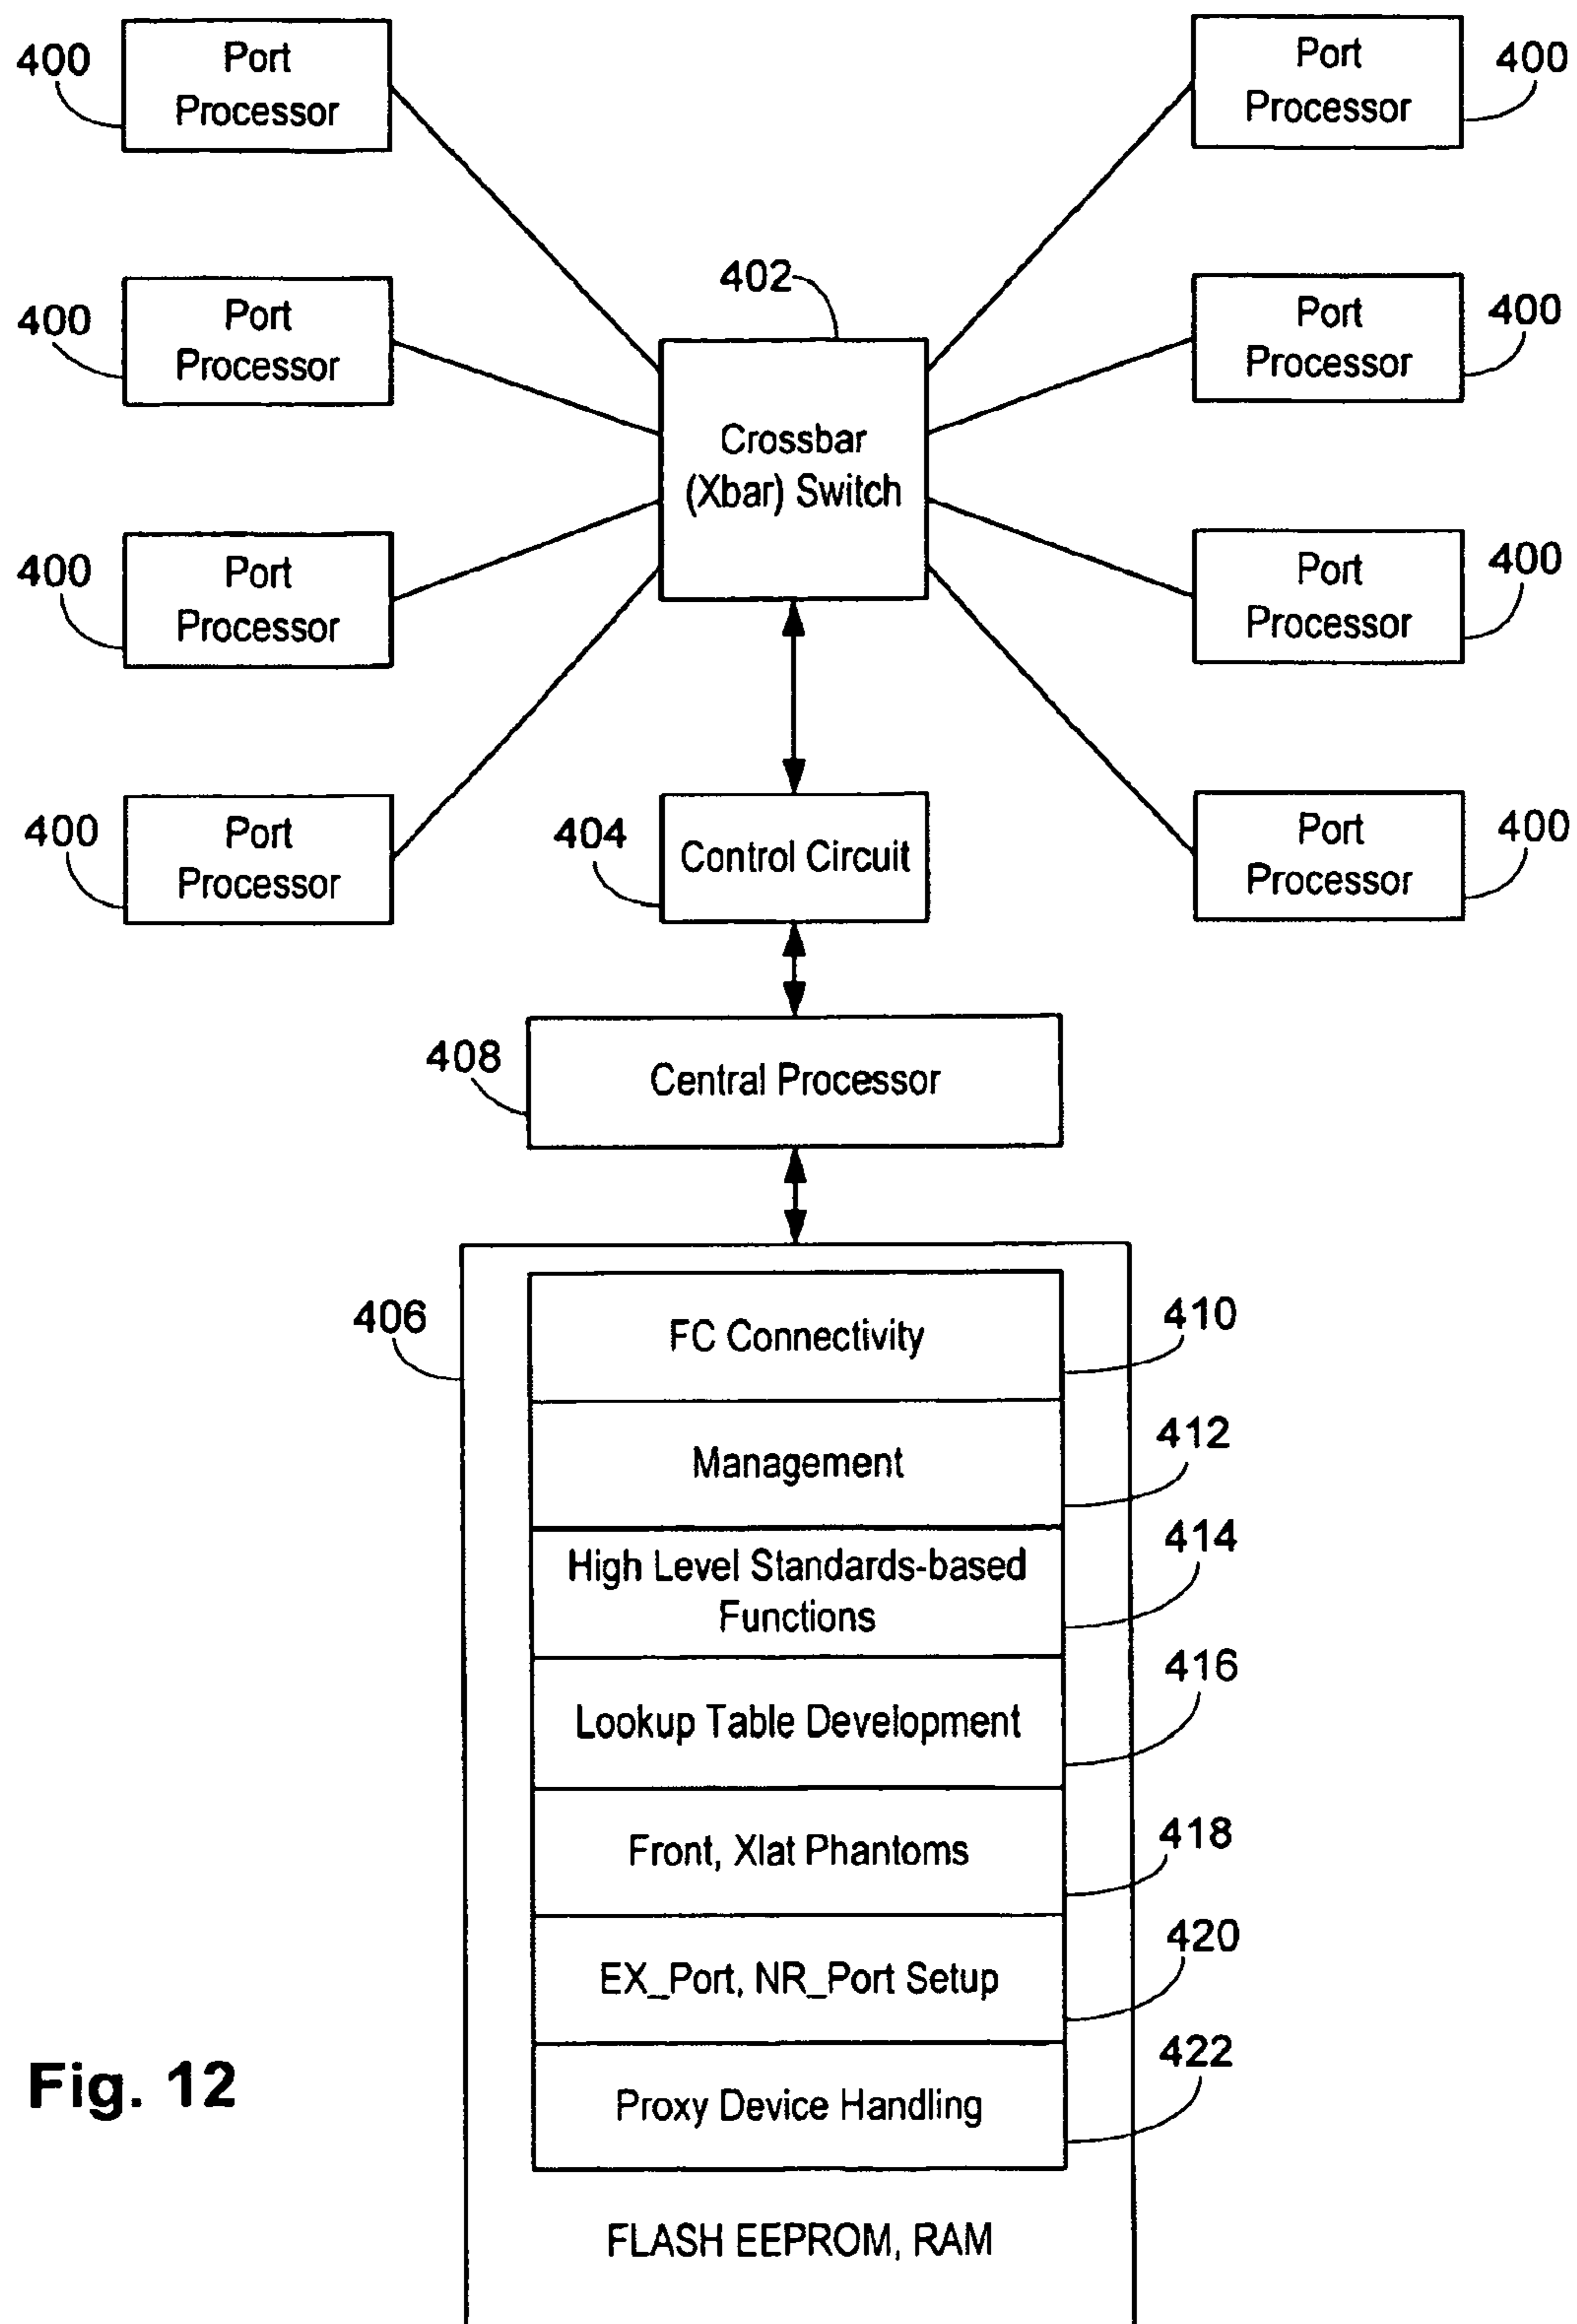 400
Port
Processor
Port
Processor
400
400
Port
Processor
402
Port
Processor
400
Crossbar
(Xbar) Switch
400
Port
Processor
Port
Processor
400
400
Port
Processor
404
Control Circuit
Port
Processor
400
408
Central Processor
406
FC Connectivity
410
Management
412
High Level Standards-based
Functions
414
Lookup Table Development
416
Front, Xlat Phantoms
418
EX_Port, NR_Port Setup
420
Proxy Device Handling
422
Fig. 12
FLASH EEPROM, RAM